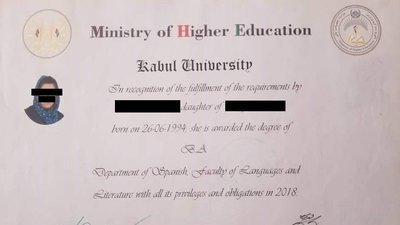 Ministry of Higher Education
Kabul University
In recognition of the fulfillment of the requirements by
daughter of
born on 26-06-1994, she is awarded the degree of
BA
Department of Spanish, Faculty of Languages and
Literature with all its privileges and obligations in 2018.